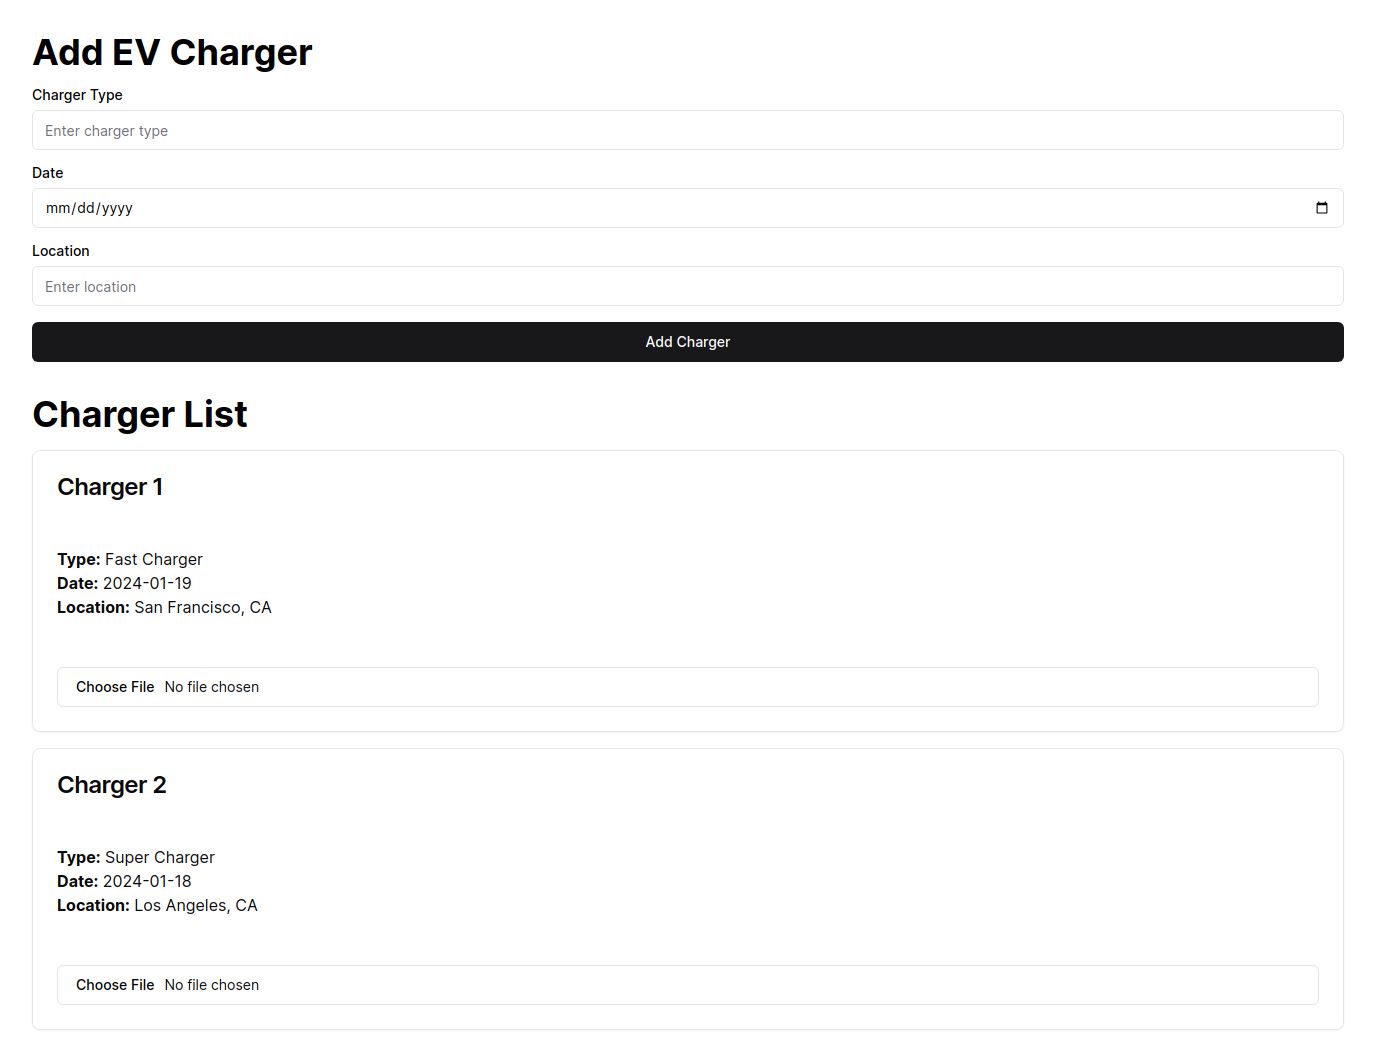 Add EV Charger
Charger Type
Enter charger type
Date
mm/dd/yyyy
Location
Enter location
Add Charger
Charger List
Charger 1
Type: Fast Charger
Date: 2024-01-19
Location: San Francisco, CA
Choose File No file chosen
Charger 2
Type: Super Charger
Date: 2024-01-18
Location: Los Angeles, CA
Choose File No file chosen